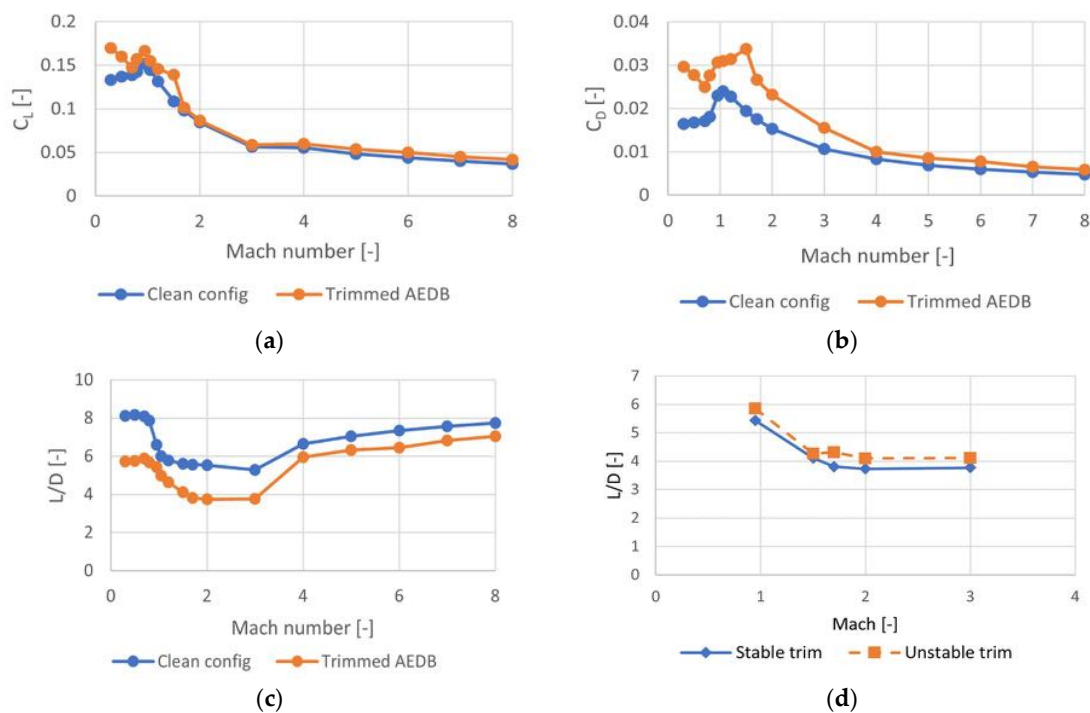 0.2
0.15
0.1
0.05
0
C_L [-]
0 2 4 6 8
Mach number [-]
Clean config Trimmed AEDB
(a)
0.04
0.03
0.02
0.01
0
C_D [-]
0 1 2 3 4 5 6 7 8
Mach number [-]
Clean config Trimmed AEDB
(b)
10
8
6
4
2
0
L/D [-]
0 2 4 6 8
Mach number [-]
Clean config Trimmed AEDB
(c)
7
6
5
4
3
2
1
0
L/D [-]
0 1 2 3 4
Mach [-]
Stable trim Unstable trim
(d)